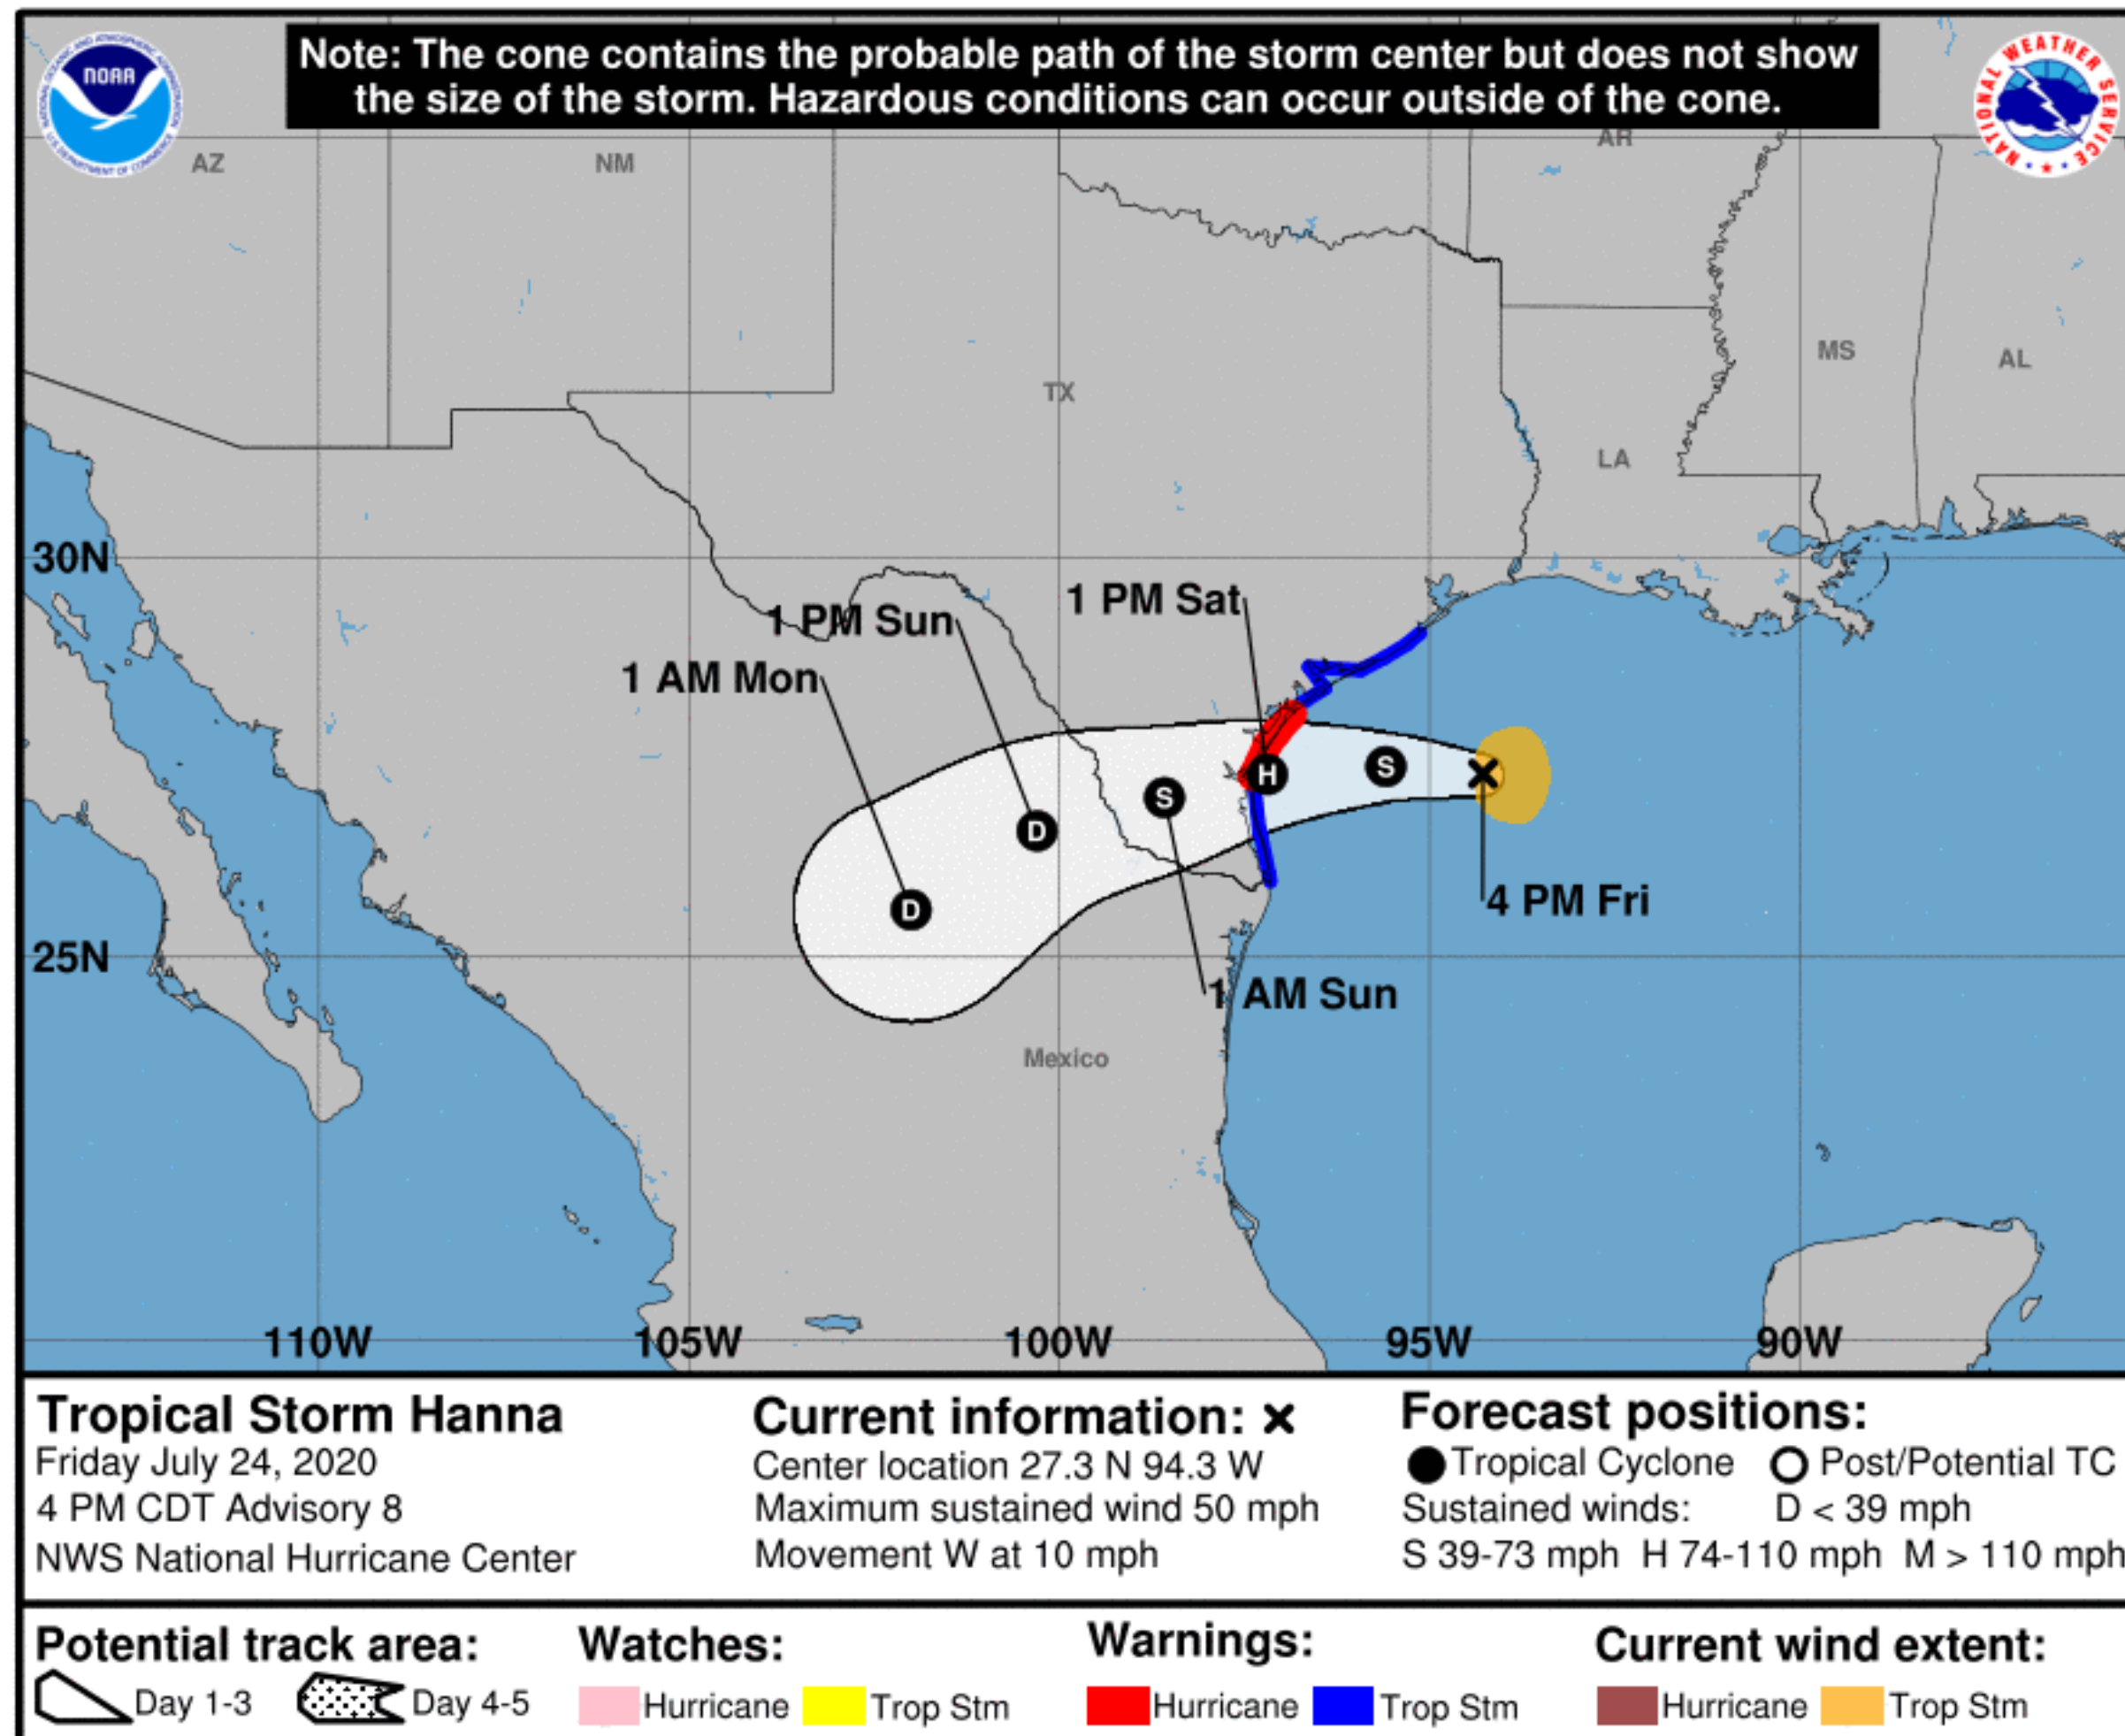 Note: The cone contains the probable path of the storm center but does not show
the size of the storm. Hazardous conditions can occur outside of the cone.
NOAA
NATIONAL WEATHER SERVICE
AZ
NM
AR
TX
MS
AL
LA
30N
1 PM Sat
1 PM Sun
1 AM Mon
H
S
S
D
D
4 PM Fri
25N
1 AM Sun
Mexico
110W
105W
100W
95W
90W
Tropical Storm Hanna
Friday July 24, 2020
4 PM CDT Advisory 8
NWS National Hurricane Center
Current information: ×
Center location 27.3 N 94.3 W
Maximum sustained wind 50 mph
Movement W at 10 mph
Forecast positions:
Tropical Cyclone Post/Potential TC
Sustained winds: D < 39 mph
S 39-73 mph H 74-110 mph M > 110 mph
Potential track area:
Day 1-3 Day 4-5
Watches:
Hurricane Trop Stm
Warnings:
Hurricane Trop Stm
Current wind extent:
Hurricane Trop Stm